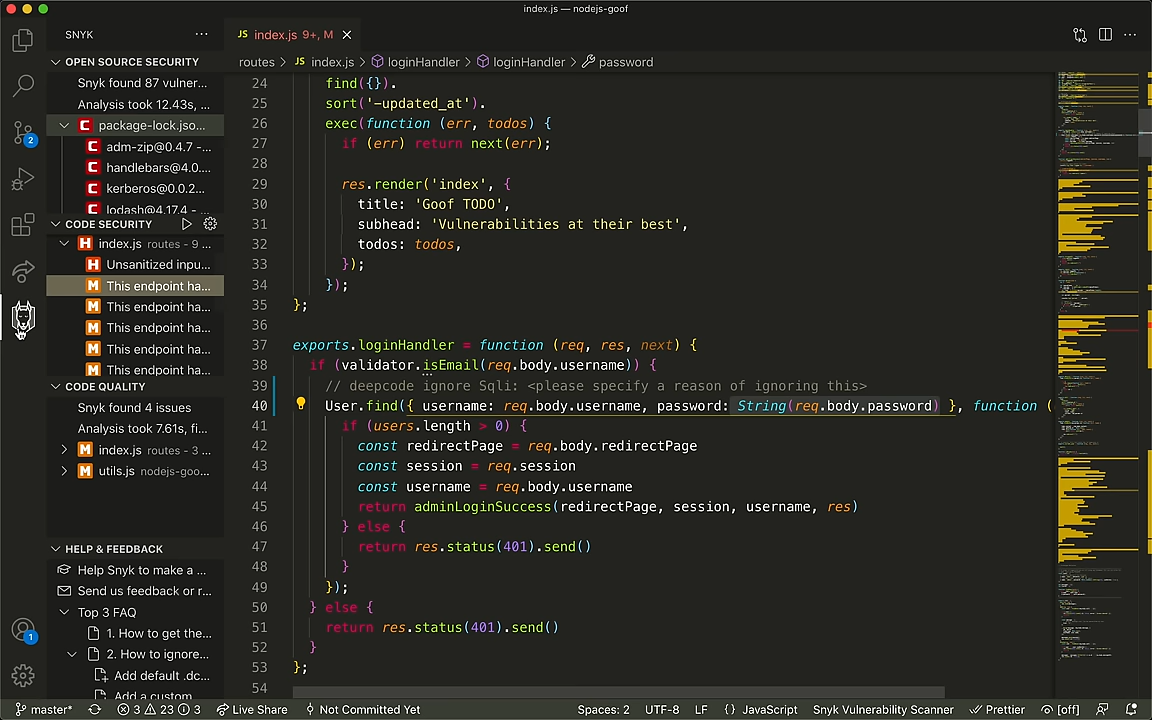 index.js — nodejs-goof
SNYK
JS index.js 9+, M
routes > JS index.js > loginHandler > loginHandler > password
OPEN SOURCE SECURITY
Snyk found 87 vulner...
Analysis took 12.43s, ...
C package-lock.jso...
C adm-zip@0.4.7 -...
C handlebars@4.0...
C kerberos@0.0.2...
C lodash@4.17.4 - ...
CODE SECURITY
H index.js routes - 9 ...
H Unsanitized inpu...
M This endpoint ha...
M This endpoint ha...
M This endpoint ha...
M This endpoint ha...
M This endpoint ha...
CODE QUALITY
Snyk found 4 issues
Analysis took 7.61s, fi...
M index.js routes - 3 ...
M utils.js nodejs-goo...
HELP & FEEDBACK
Help Snyk to make a ...
Send us feedback or r...
Top 3 FAQ
1. How to get the...
2. How to ignore...
Add default .dc...
Add a custom
2
1
24 find({}).
25 sort('-updated_at').
26 exec(function (err, todos) {
27 if (err) return next(err);
28
29 res.render('index', {
30 title: 'Goof TODO',
31 subhead: 'Vulnerabilities at their best',
32 todos: todos,
33 });
34 });
35 };
36
37 exports.loginHandler = function (req, res, next) {
38 if (validator.isEmail(req.body.username)) {
39 // deepcode ignore Sqli: <please specify a reason of ignoring this>
40 User.find({ username: req.body.username, password: String(req.body.password) }, function (
41 if (users.length > 0) {
42 const redirectPage = req.body.redirectPage
43 const session = req.session
44 const username = req.body.username
45 return adminLoginSuccess(redirectPage, session, username, res)
46 } else {
47 return res.status(401).send()
48 }
49 });
50 } else {
51 return res.status(401).send()
52 }
53 };
54
master* 3 23 3 Live Share Not Committed Yet Spaces: 2 UTF-8 LF {} JavaScript Snyk Vulnerability Scanner Prettier [off]